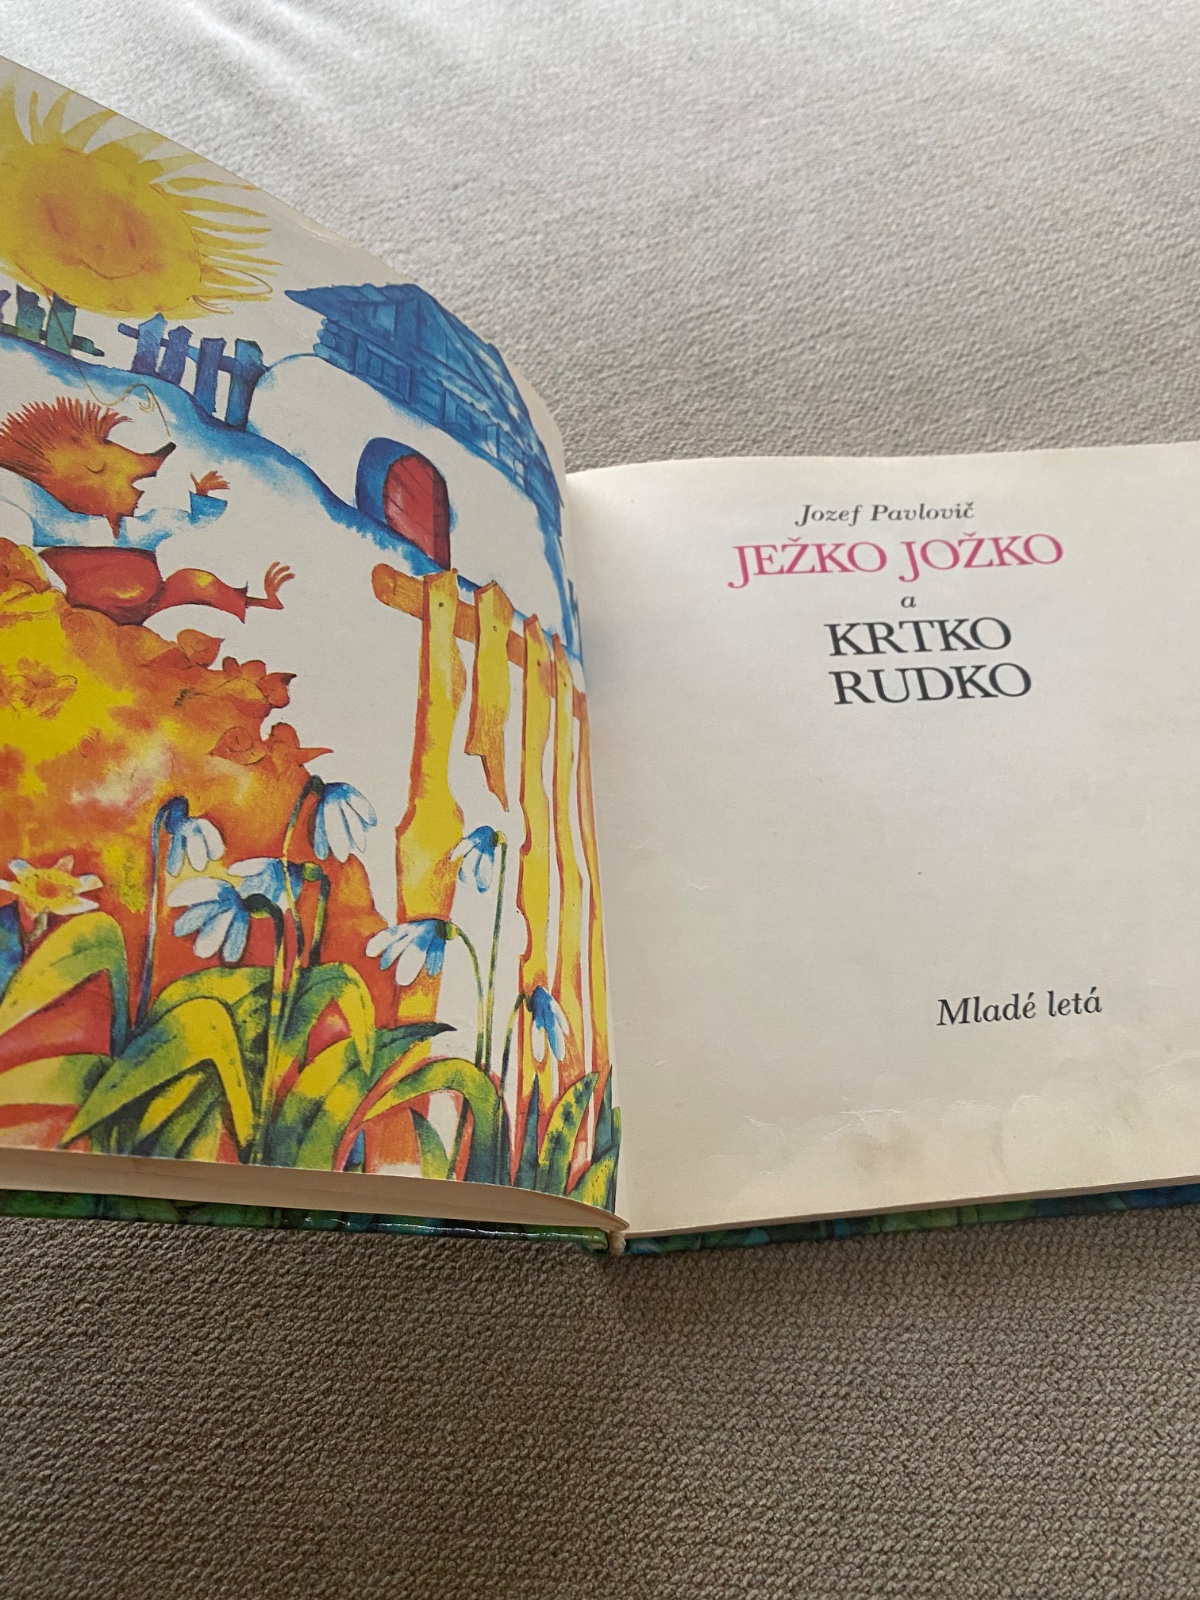 Jozef Pavlovič
JEŽKO JOŽKO
a
KRTKO
RUDKO
Mladé letá